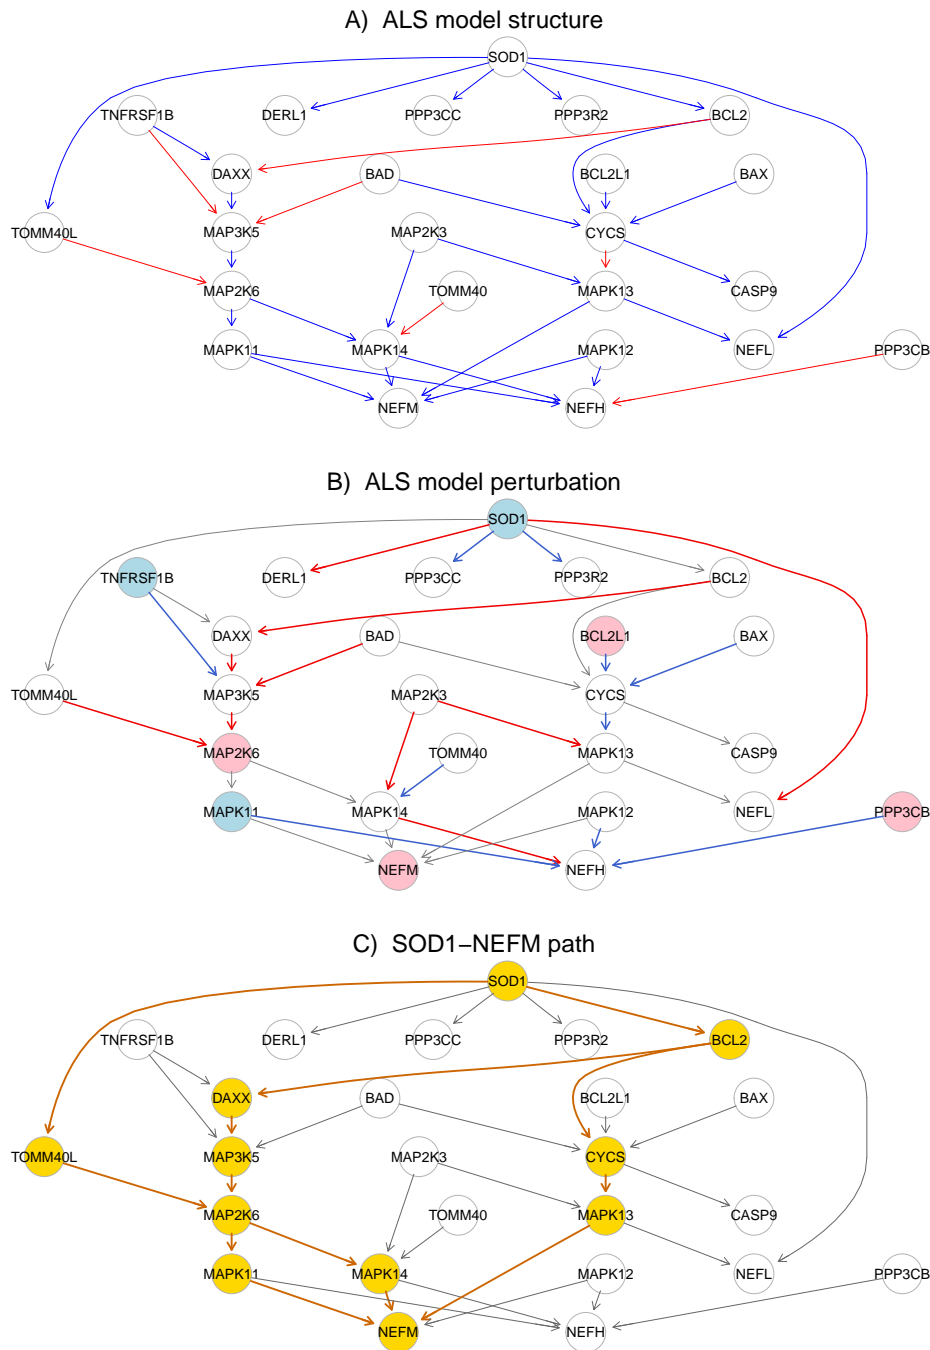 A) ALS model structure
SOD1
TNFRSF1B DERL1 PPP3CC PPP3R2 BCL2
DAXX BAD BCL2L1 BAX
TOMM40L MAP3K5 MAP2K3 CYCS
MAP2K6 TOMM40 MAPK13 CASP9
MAPK11 MAPK14 MAPK12 NEFL PPP3CB
NEFM NEFH
B) ALS model perturbation
SOD1
TNFRSF1B DERL1 PPP3CC PPP3R2 BCL2
DAXX BAD BCL2L1 BAX
TOMM40L MAP3K5 MAP2K3 CYCS
MAP2K6 TOMM40 MAPK13 CASP9
MAPK11 MAPK14 MAPK12 NEFL PPP3CB
NEFM NEFH
C) SOD1−NEFM path
SOD1
TNFRSF1B DERL1 PPP3CC PPP3R2 BCL2
DAXX BAD BCL2L1 BAX
TOMM40L MAP3K5 MAP2K3 CYCS
MAP2K6 TOMM40 MAPK13 CASP9
MAPK11 MAPK14 MAPK12 NEFL PPP3CB
NEFM NEFH